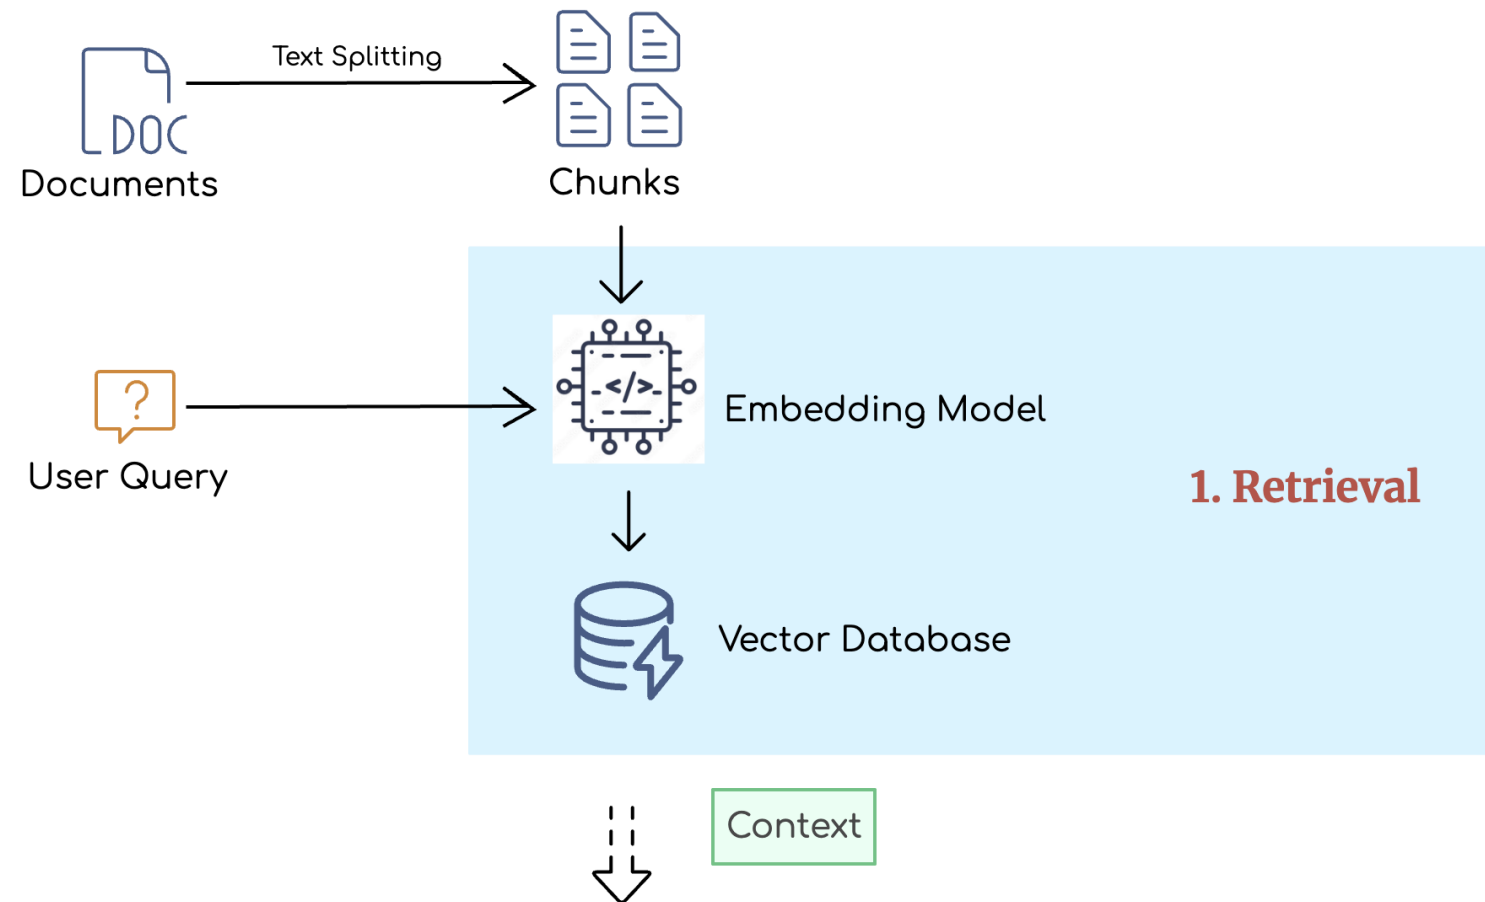 Text Splitting
DOC
Documents
Chunks
</>
Embedding Model
?
User Query
1. Retrieval
Vector Database
Context